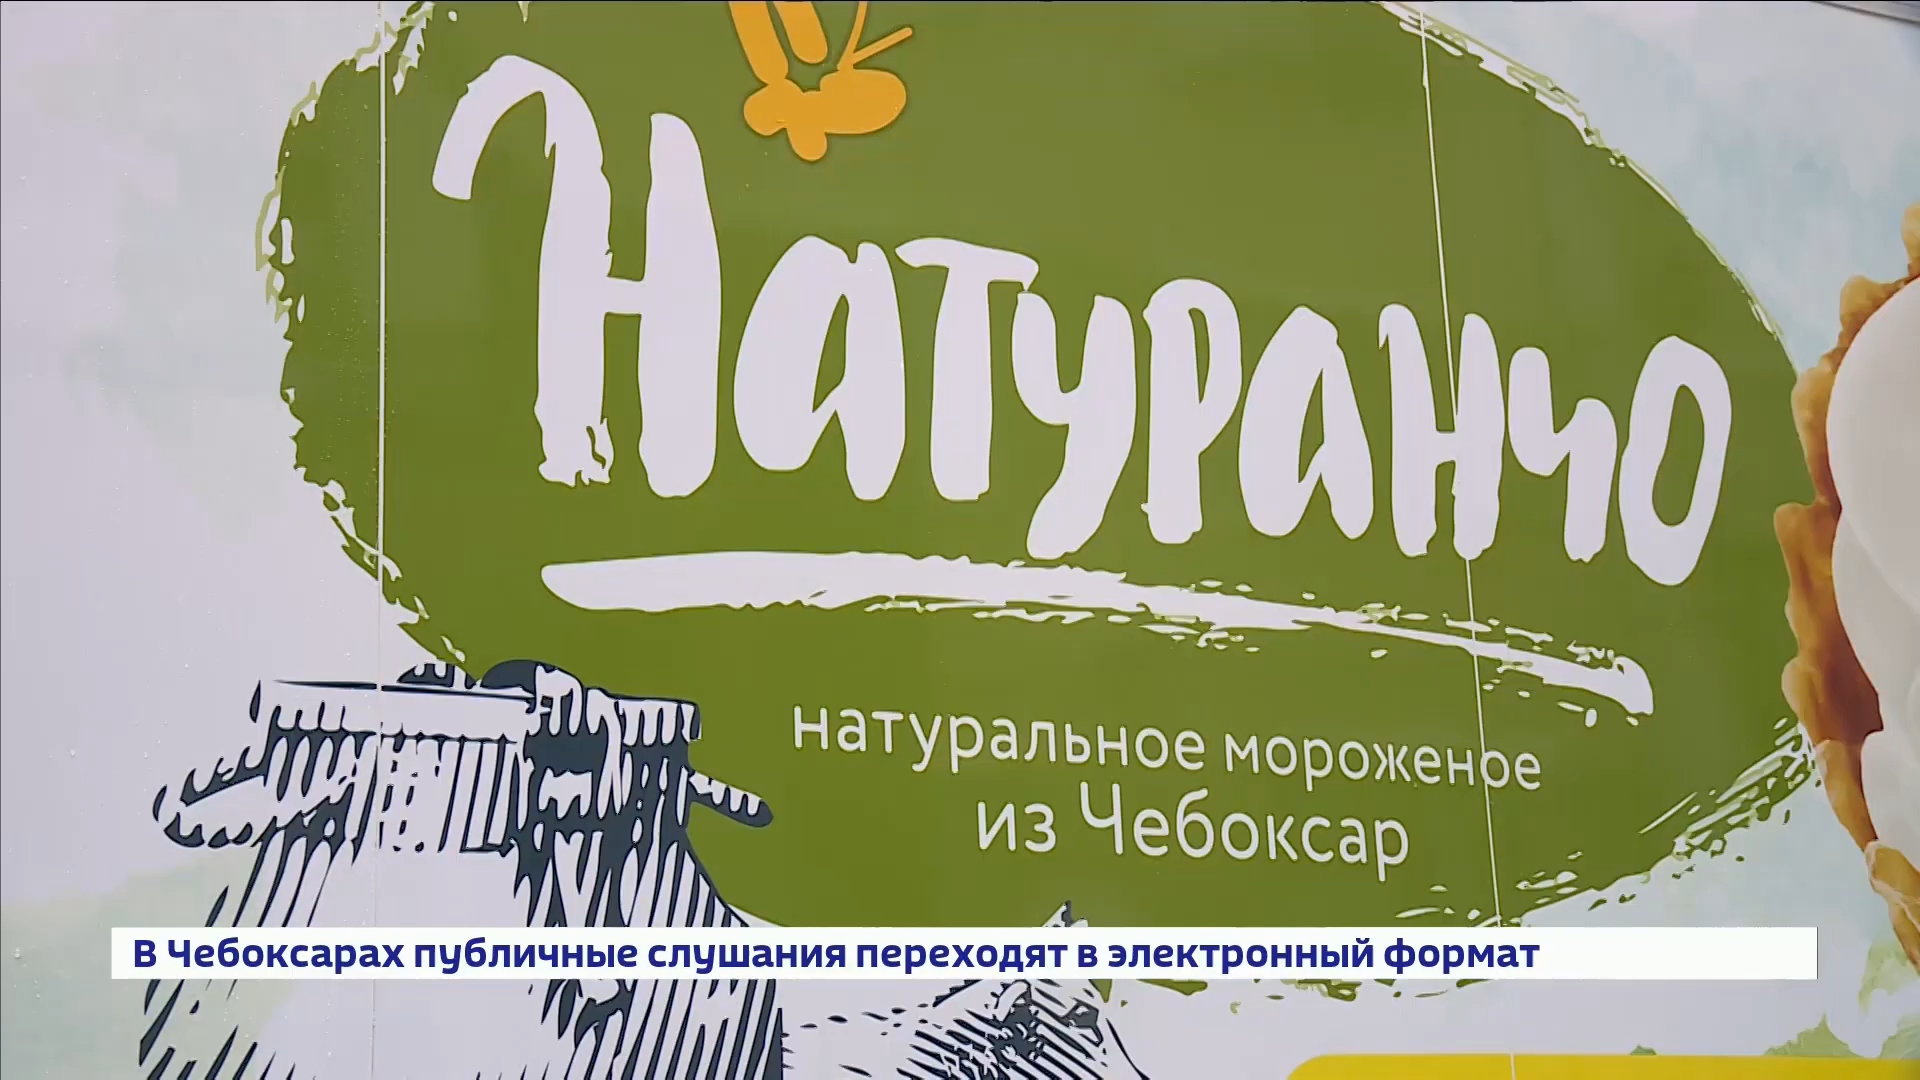 Натуранчо
натуральное мороженое
из Чебоксар
В Чебоксарах публичные слушания переходят в электронный формат